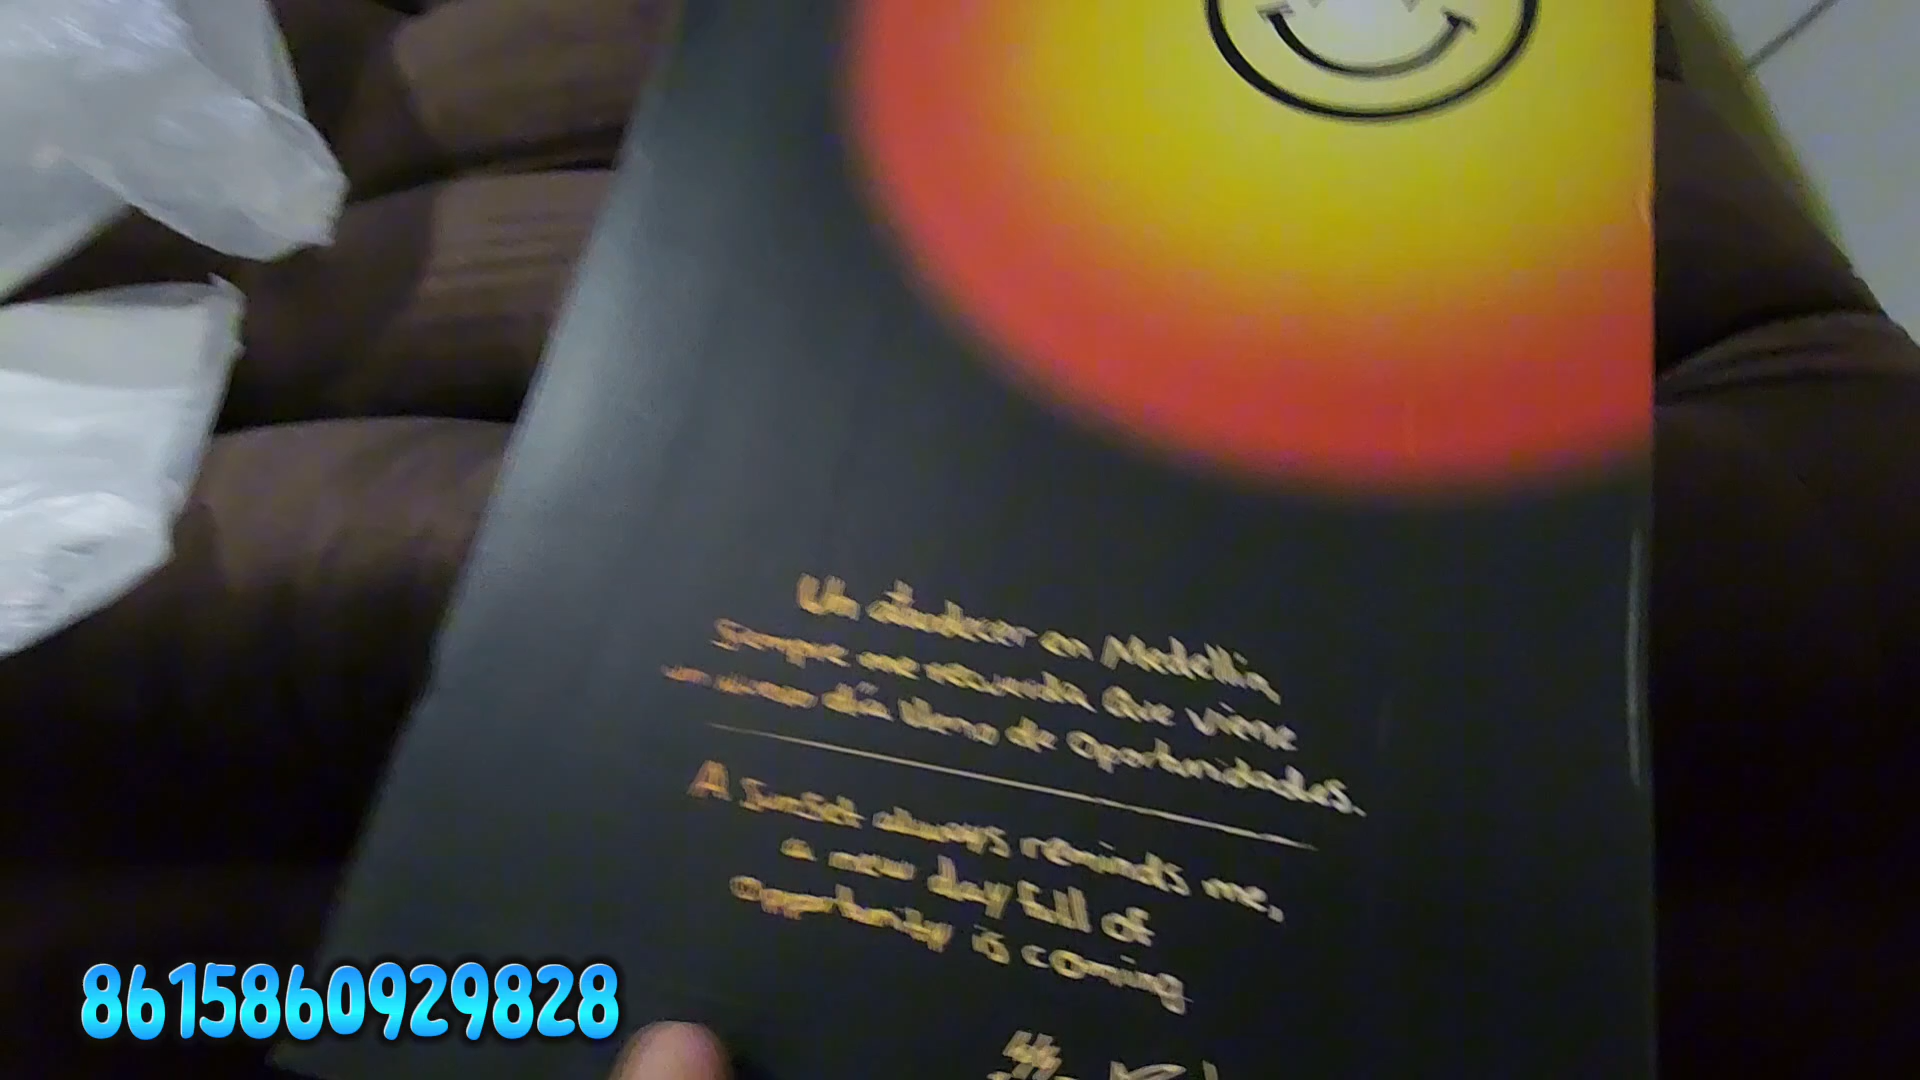 Un atardecer en Medellin,
Siempre me recuerda Que viene
un nuevo día lleno de Oportunidades.
A Sunset always reminds me,
a new day full of
Opportunity is coming
8615860929828